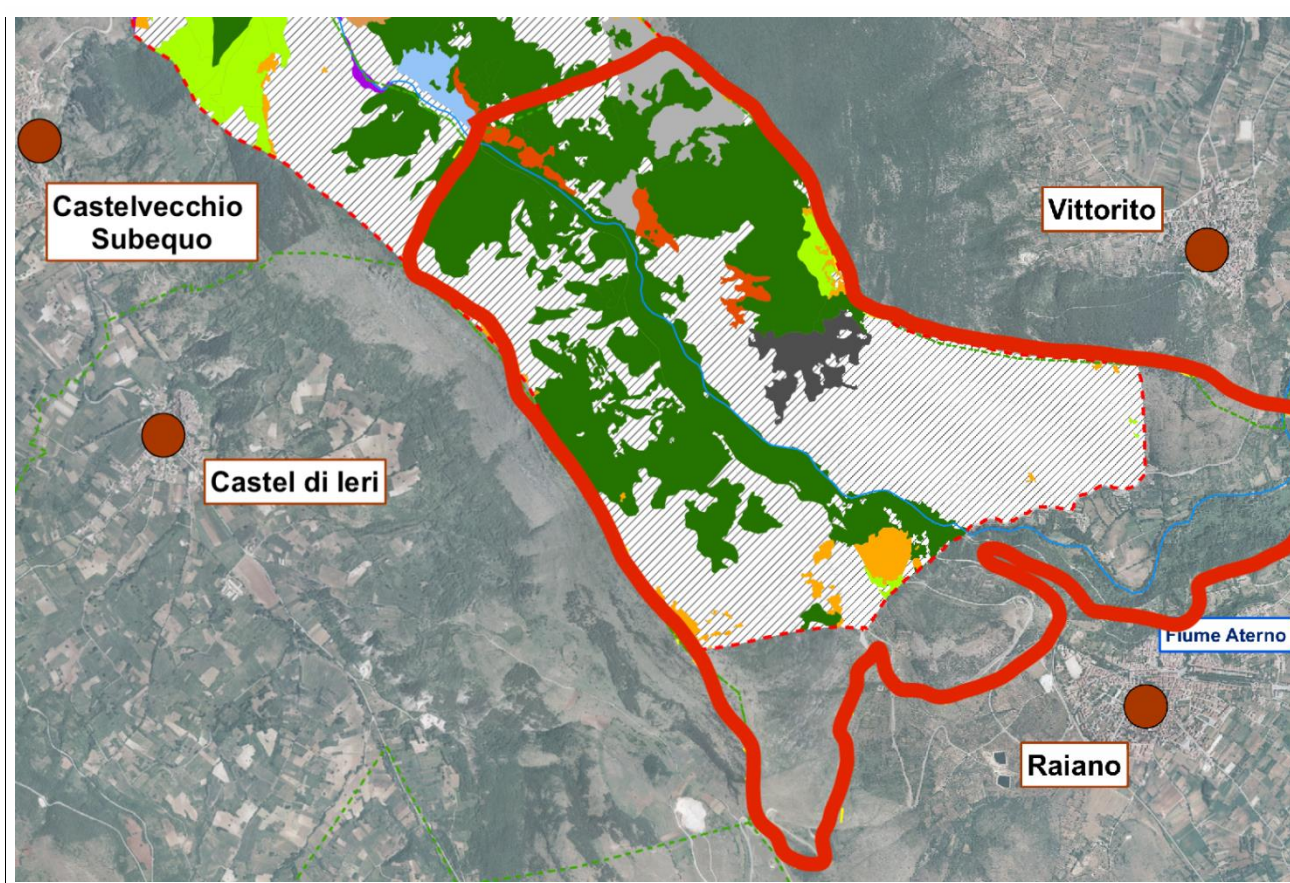 Castelvecchio
Subequo
Vittorito
Castel di Ieri
Fiume Aterno
Raiano